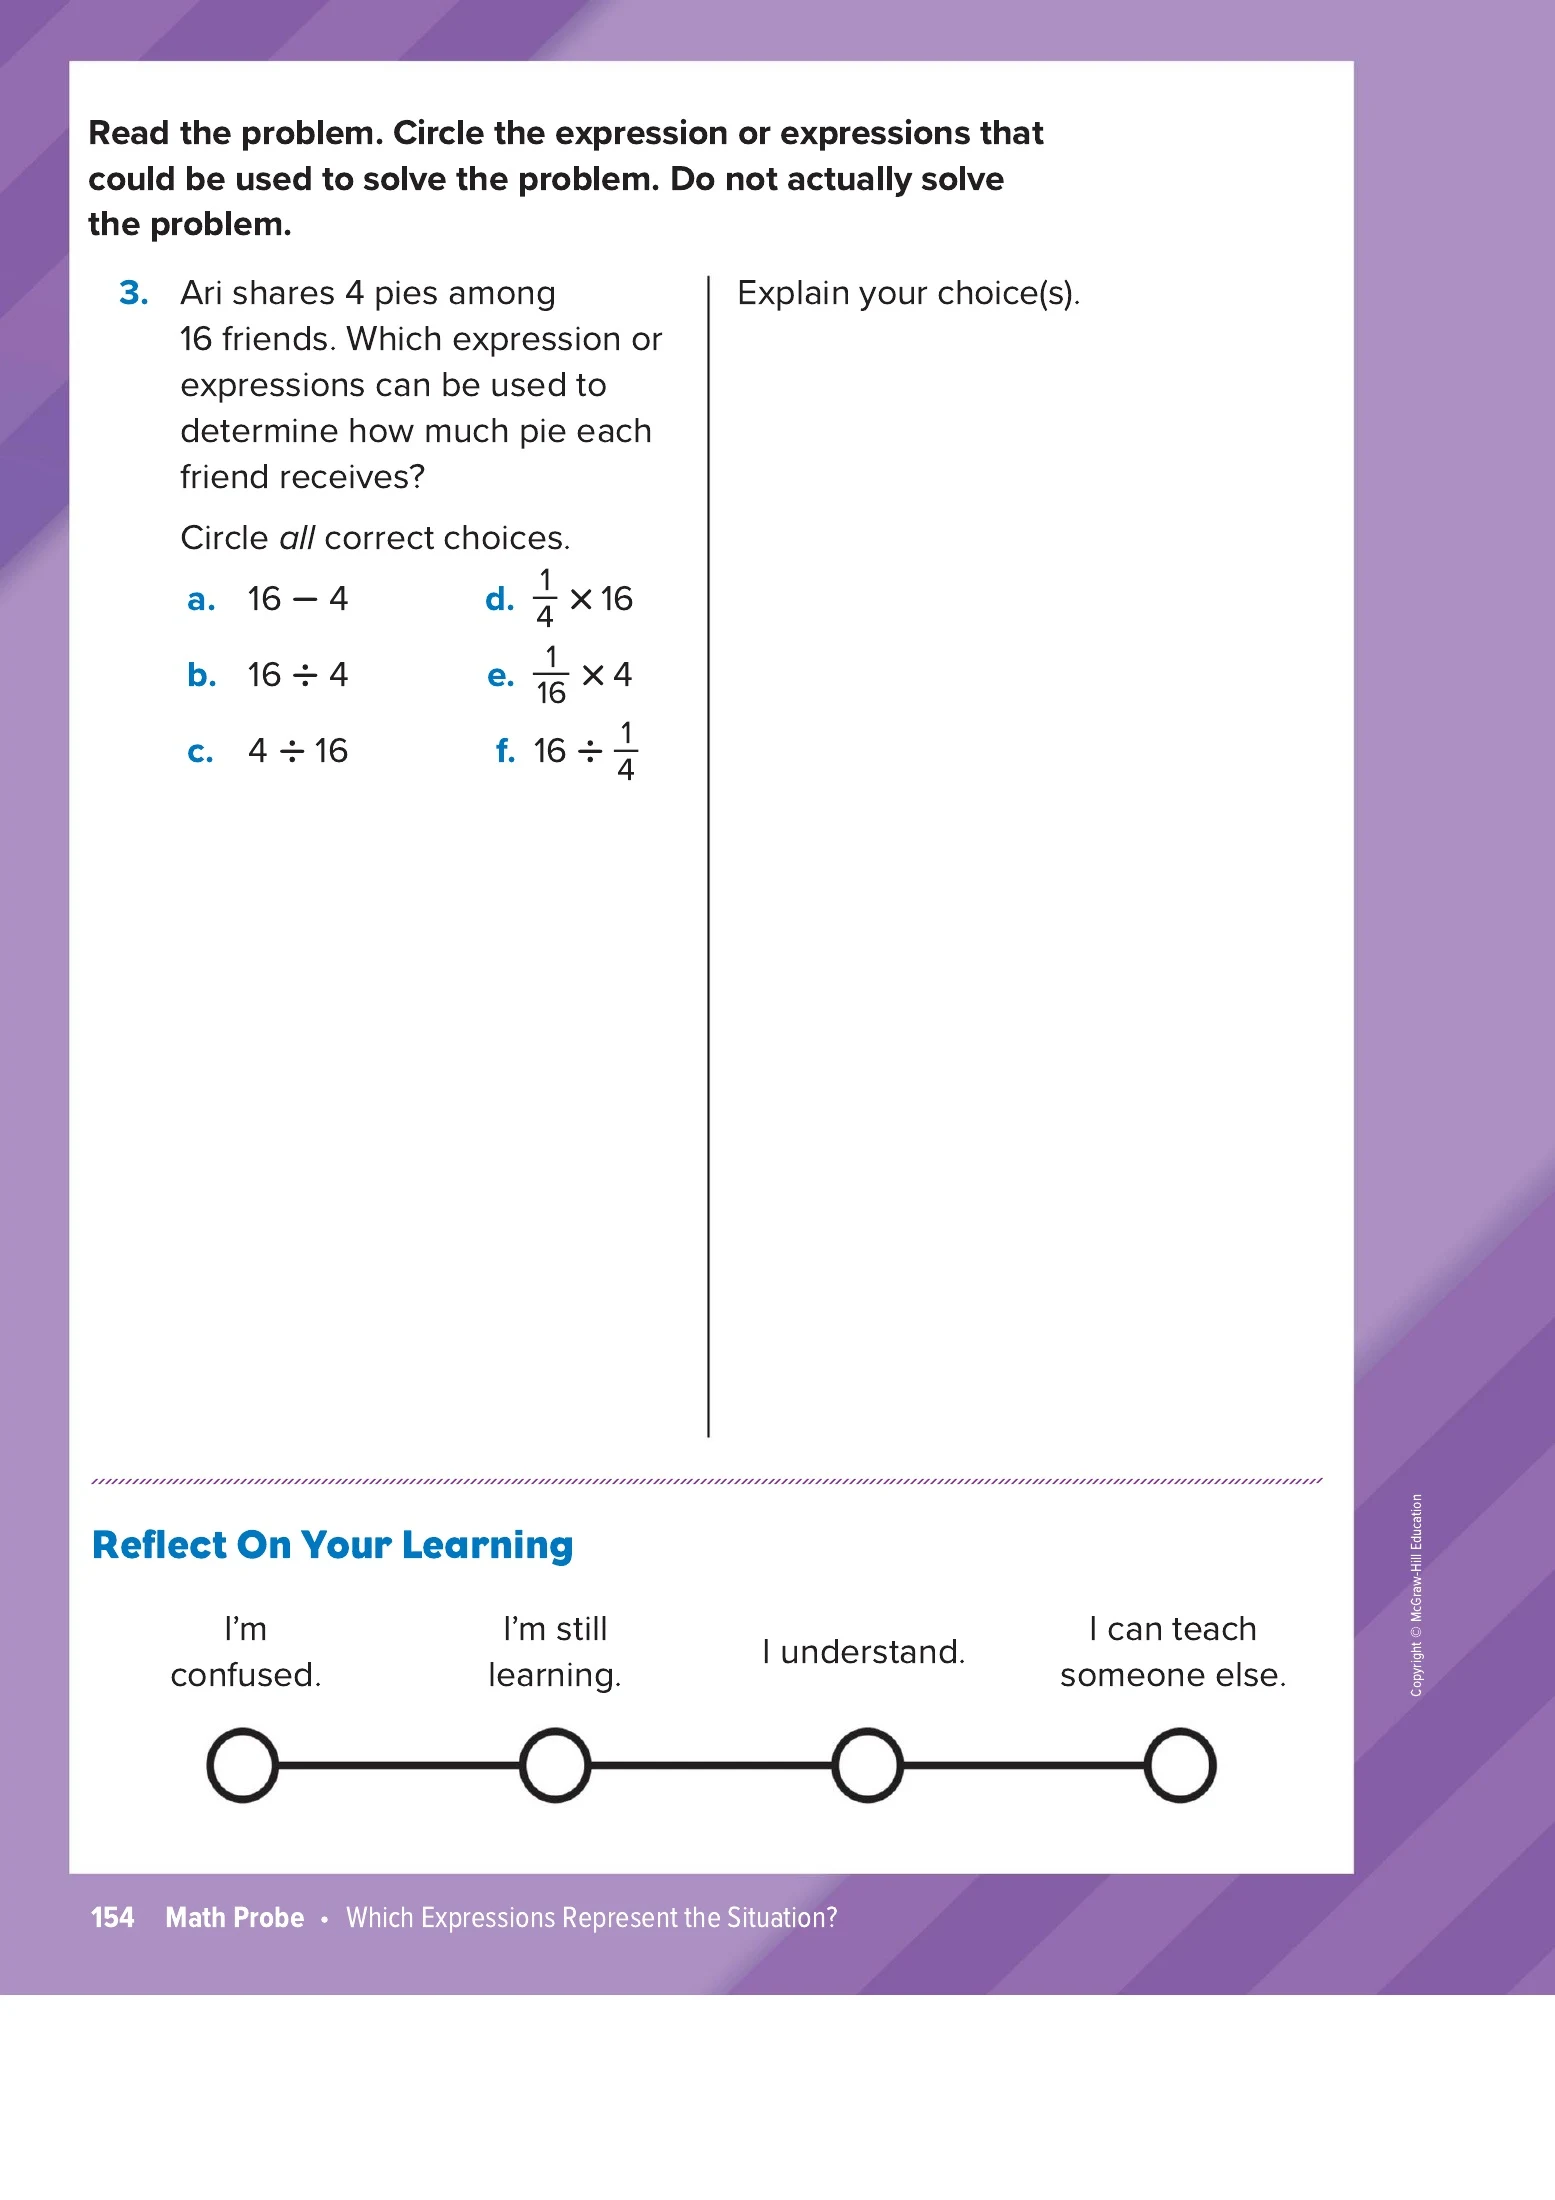 Read the problem. Circle the expression or expressions that
could be used to solve the problem. Do not actually solve
the problem.
3. Ari shares 4 pies among
16 friends. Which expression or
expressions can be used to
determine how much pie each
friend receives?
Circle all correct choices.
a. 16 − 4
b. 16 ÷ 4
c. 4 ÷ 16
d. 1/4 × 16
e. 1/16 × 4
f. 16 ÷ 1/4
Explain your choice(s).
Reflect On Your Learning
I’m
confused.
I’m still
learning.
I understand.
I can teach
someone else.
Copyright © McGraw-Hill Education
154 Math Probe • Which Expressions Represent the Situation?